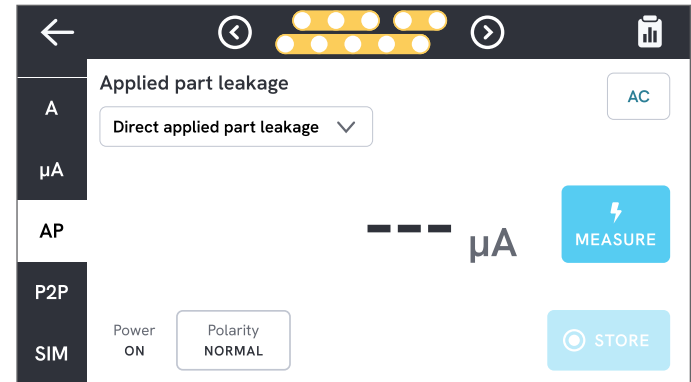 Applied part leakage
AC
Direct applied part leakage
A
µA
AP
P2P
SIM
--- µA
MEASURE
Power
ON
Polarity
NORMAL
STORE